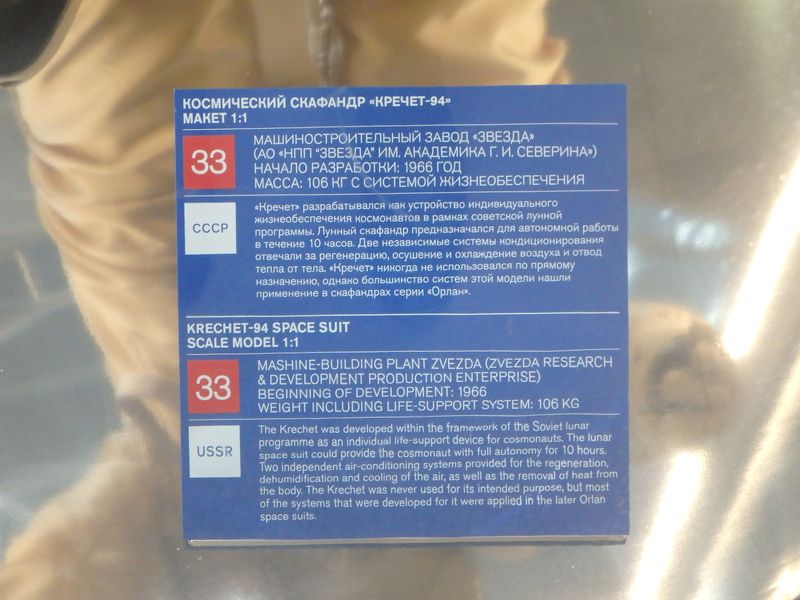 КОСМИЧЕСКИЙ СКАФАНДР «КРЕЧЕТ-94»
МАКЕТ 1:1
33
МАШИНОСТРОИТЕЛЬНЫЙ ЗАВОД «ЗВЕЗДА»
(АО «НПП "ЗВЕЗДА" ИМ. АКАДЕМИКА Г. И. СЕВЕРИНА»)
НАЧАЛО РАЗРАБОТКИ: 1966 ГОД
МАССА: 106 КГ С СИСТЕМОЙ ЖИЗНЕОБЕСПЕЧЕНИЯ
СССР
«Кречет» разрабатывался как устройство индивидуального
жизнеобеспечения космонавтов в рамках советской лунной
программы. Лунный скафандр предназначался для автономной работы
в течение 10 часов. Две независимые системы кондиционирования
отвечали за регенерацию, осушение и охлаждение воздуха и отвод
тепла от тела. «Кречет» никогда не использовался по прямому
назначению, однако большинство систем этой модели нашли
применение в скафандрах серии «Орлан».
KRECHET-94 SPACE SUIT
SCALE MODEL 1:1
33
MASHINE-BUILDING PLANT ZVEZDA (ZVEZDA RESEARCH
& DEVELOPMENT PRODUCTION ENTERPRISE)
BEGINNING OF DEVELOPMENT: 1966
WEIGHT INCLUDING LIFE-SUPPORT SYSTEM: 106 KG
USSR
The Krechet was developed within the framework of the Soviet lunar
programme as an individual life-support device for cosmonauts. The lunar
space suit could provide the cosmonaut with full autonomy for 10 hours.
Two independent air-conditioning systems provided for the regeneration,
dehumidification and cooling of the air, as well as the removal of heat from
the body. The Krechet was never used for its intended purpose, but most
of the systems that were developed for it were applied in the later Orlan
space suits.